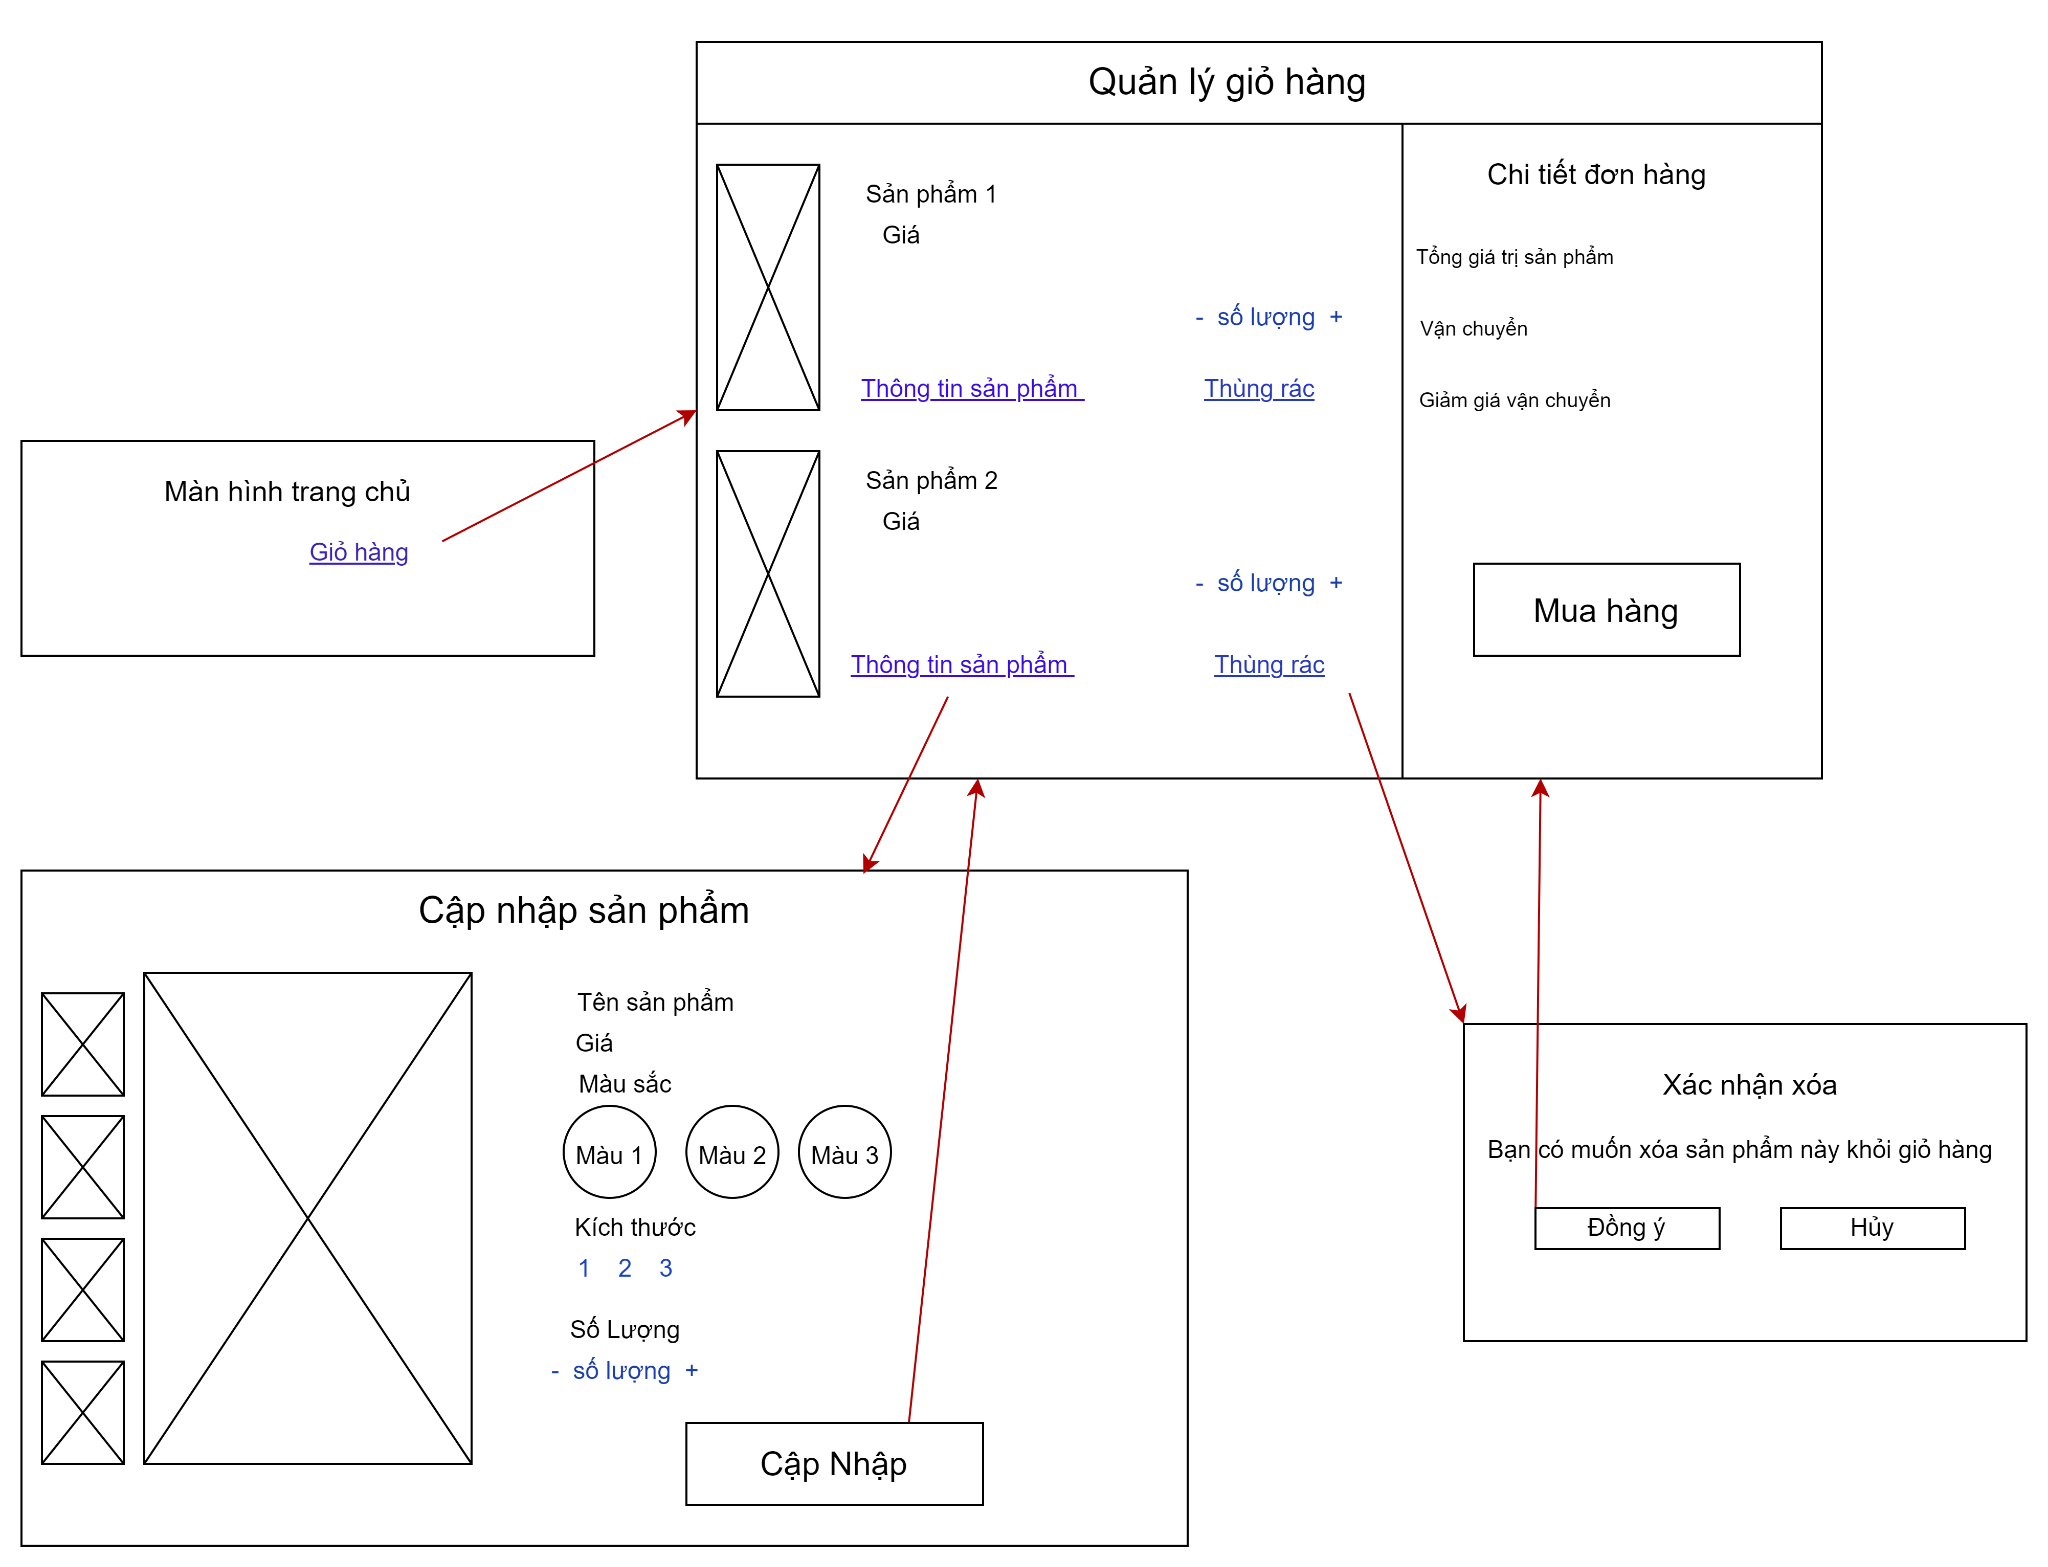 Quản lý giỏ hàng
Sản phẩm 1
Giá
- số lượng +
Thông tin sản phẩm
Thùng rác
Sản phẩm 2
Giá
- số lượng +
Thông tin sản phẩm
Thùng rác
Chi tiết đơn hàng
Tổng giá trị sản phẩm
Vận chuyển
Giảm giá vận chuyển
Mua hàng
Màn hình trang chủ
Giỏ hàng
Cập nhập sản phẩm
Tên sản phẩm
Giá
Màu sắc
Màu 1 Màu 2 Màu 3
Kích thước
1 2 3
Số Lượng
- số lượng +
Cập Nhập
Xác nhận xóa
Bạn có muốn xóa sản phẩm này khỏi giỏ hàng
Đồng ý Hủy